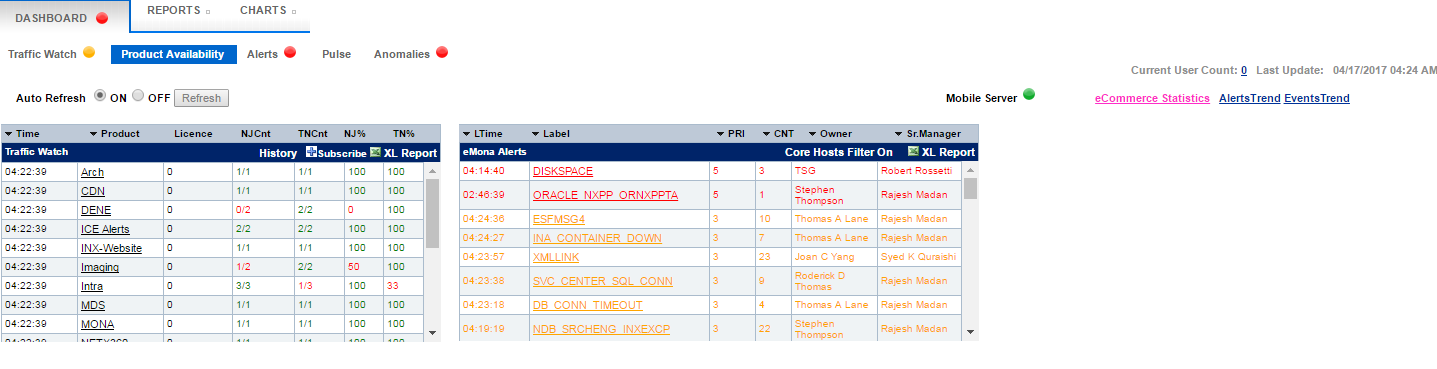 DASHBOARD REPORTS CHARTS
Traffic Watch Product Availability Alerts Pulse Anomalies
Current User Count: 0 Last Update: 04/17/2017 04:24 AM
Auto Refresh ON OFF Refresh Mobile Server eCommerce Statistics AlertsTrend EventsTrend
Time Product Licence NJCnt TNCnt NJ% TN%
Traffic Watch History Subscribe XL Report
04:22:39 Arch 0 1/1 1/1 100 100
04:22:39 CDN 0 1/1 1/1 100 100
04:22:39 DENE 0 0/2 2/2 0 100
04:22:39 ICE Alerts 0 2/2 2/2 100 100
04:22:39 INX-Website 0 1/1 1/1 100 100
04:22:39 Imaging 0 1/2 2/2 50 100
04:22:39 Intra 0 3/3 1/3 100 33
04:22:39 MDS 0 1/1 1/1 100 100
04:22:39 MONA 0 1/1 1/1 100 100
LTime Label PRI CNT Owner Sr.Manager
eMona Alerts Core Hosts Filter On XL Report
04:14:40 DISKSPACE 5 3 TSG Robert Rossetti
02:46:39 ORACLE_NXPP_ORNXPPTA 5 1 Stephen Thompson Rajesh Madan
04:24:36 ESFMSG4 3 10 Thomas A Lane Rajesh Madan
04:24:27 INA_CONTAINER_DOWN 3 7 Thomas A Lane Rajesh Madan
04:23:57 XMLLINK 3 23 Joan C Yang Syed K Quraishi
04:23:38 SVC_CENTER_SQL_CONN 3 9 Roderick D Thomas Rajesh Madan
04:23:18 DB_CONN_TIMEOUT 3 4 Thomas A Lane Rajesh Madan
04:19:19 NDB_SRCHENG_INXEXCP 3 22 Stephen Thompson Rajesh Madan